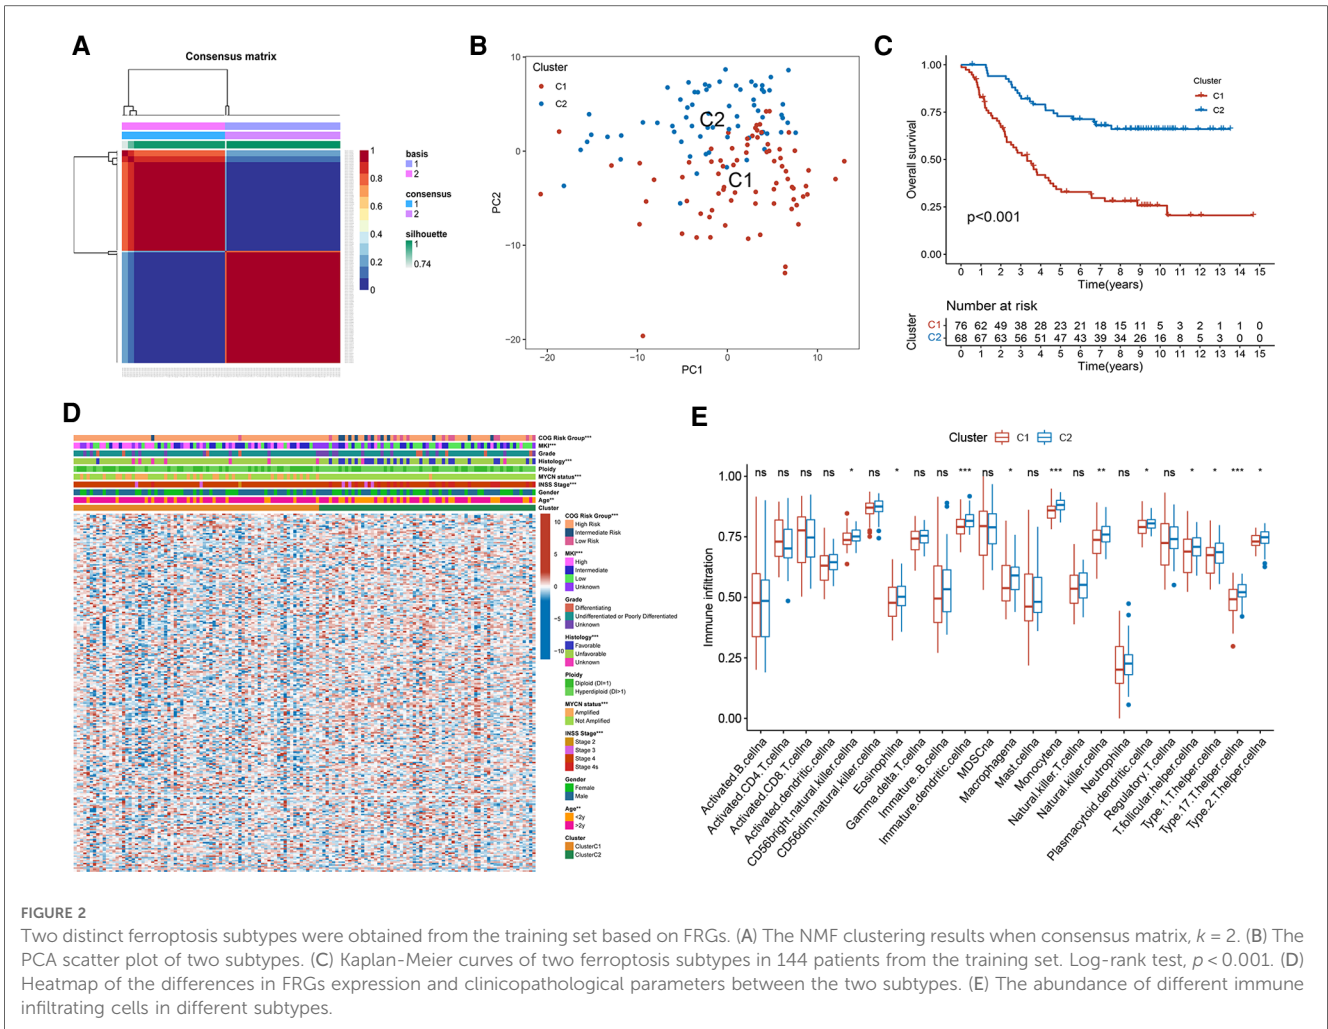 A
Consensus matrix
1
0.8
0.6
0.4
0.2
0
basis
1
2
consensus
1
2
silhouette
1
0.74
B
Cluster
C1
C2
C2
C1
10
0
−10
−20
PC2
−20
−10
0
10
PC1
C
1.00
0.75
0.50
0.25
0.00
Overall survival
Cluster
C1
C2
p<0.001
0 1 2 3 4 5 6 7 8 9 10 11 12 13 14 15
Time(years)
Number at risk
Cluster
C1 76 62 49 38 28 23 21 18 15 11 5 3 2 1 1 0
C2 68 67 63 56 51 47 43 39 34 26 16 8 5 3 0 0
0 1 2 3 4 5 6 7 8 9 10 11 12 13 14 15
Time(years)
D
COG Risk Group***
MKI***
Grade
Histology***
Ploidy
MYCN status***
INSS Stage***
Gender
Age**
Cluster
10
5
0
−5
−10
COG Risk Group***
High Risk
Intermediate Risk
Low Risk
MKI***
High
Intermediate
Low
Unknown
Grade
Differentiating
Undifferentiated or Poorly Differentiated
Unknown
Histology***
Favorable
Unfavorable
Unknown
Ploidy
Diploid (DI=1)
Hyperdiploid (DI>1)
MYCN status***
Amplified
Not Amplified
INSS Stage***
Stage 2
Stage 3
Stage 4
Stage 4s
Gender
Female
Male
Age**
<2y
>2y
Cluster
ClusterC1
ClusterC2
E
Cluster C1 C2
ns ns ns ns * ns * ns ns *** ns * ns *** ns ** ns * ns * * *** *
1.00
0.75
0.50
0.25
0.00
Immune infiltration
Activated.B.cellna
Activated.CD4.T.cellna
Activated.CD8.T.cellna
Activated.dendritic.cellna
CD56bright.natural.killer.cellna
CD56dim.natural.killer.cellna
Eosinophilna
Gamma.delta.T.cellna
Immature..B.cellna
Immature.dendritic.cellna
MDSCna
Macrophagena
Mast.cellna
Monocytena
Natural.killer.T.cellna
Natural.killer.cellna
Neutrophilna
Plasmacytoid.dendritic.cellna
Regulatory.T.cellna
T.follicular.helper.cellna
Type.1.T.helper.cellna
Type.17.T.helper.cellna
Type.2.T.helper.cellna
FIGURE 2
Two distinct ferroptosis subtypes were obtained from the training set based on FRGs. (A) The NMF clustering results when consensus matrix, k = 2. (B) The
PCA scatter plot of two subtypes. (C) Kaplan-Meier curves of two ferroptosis subtypes in 144 patients from the training set. Log-rank test, p < 0.001. (D)
Heatmap of the differences in FRGs expression and clinicopathological parameters between the two subtypes. (E) The abundance of different immune
infiltrating cells in different subtypes.